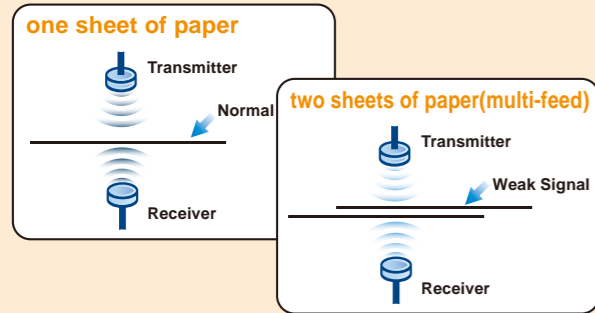 one sheet of paper
Transmitter
Normal
Receiver
two sheets of paper(multi-feed)
Transmitter
Weak Signal
Receiver